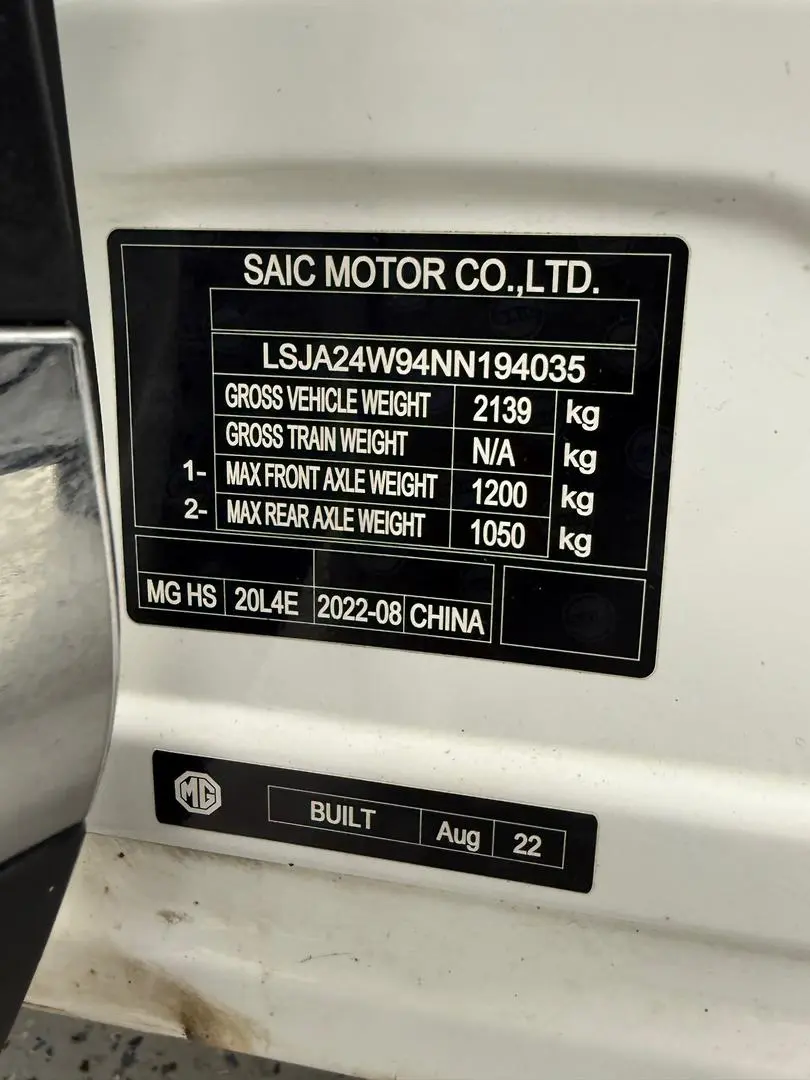 SAIC MOTOR CO.,LTD.
LSJA24W94NN194035
GROSS VEHICLE WEIGHT 2139 kg
GROSS TRAIN WEIGHT N/A kg
1- MAX FRONT AXLE WEIGHT 1200 kg
2- MAX REAR AXLE WEIGHT 1050 kg
MG HS 20L4E 2022-08 CHINA
MG BUILT Aug 22